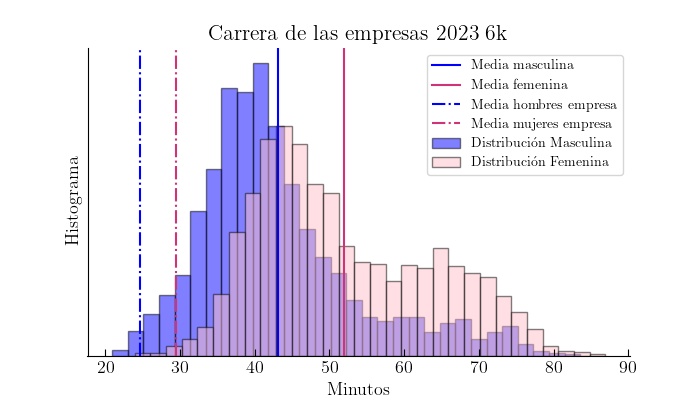 Carrera de las empresas 2023 6k
Media masculina
Media femenina
Media hombres empresa
Media mujeres empresa
Distribución Masculina
Distribución Femenina
Histograma
20 30 40 50 60 70 80 90
Minutos